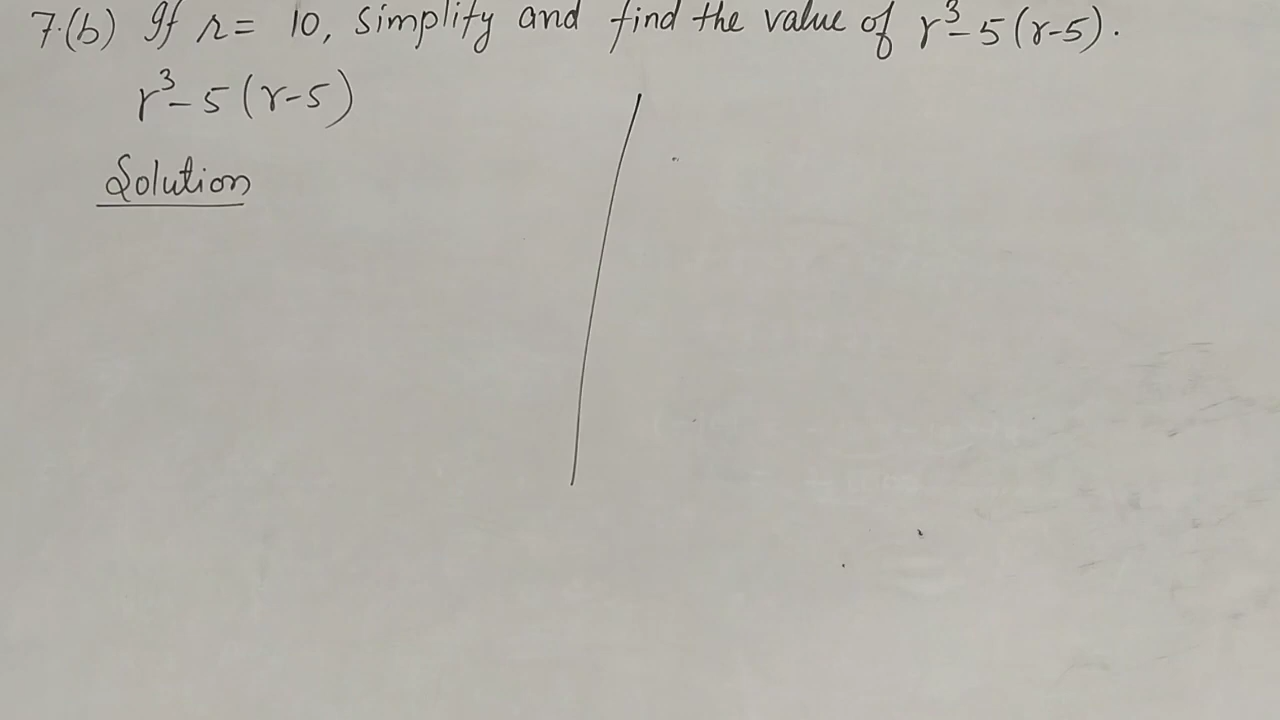 7.(b) If r = 10, simplify and find the value of r³ - 5(r-5).
r³ - 5(r-5)
Solution